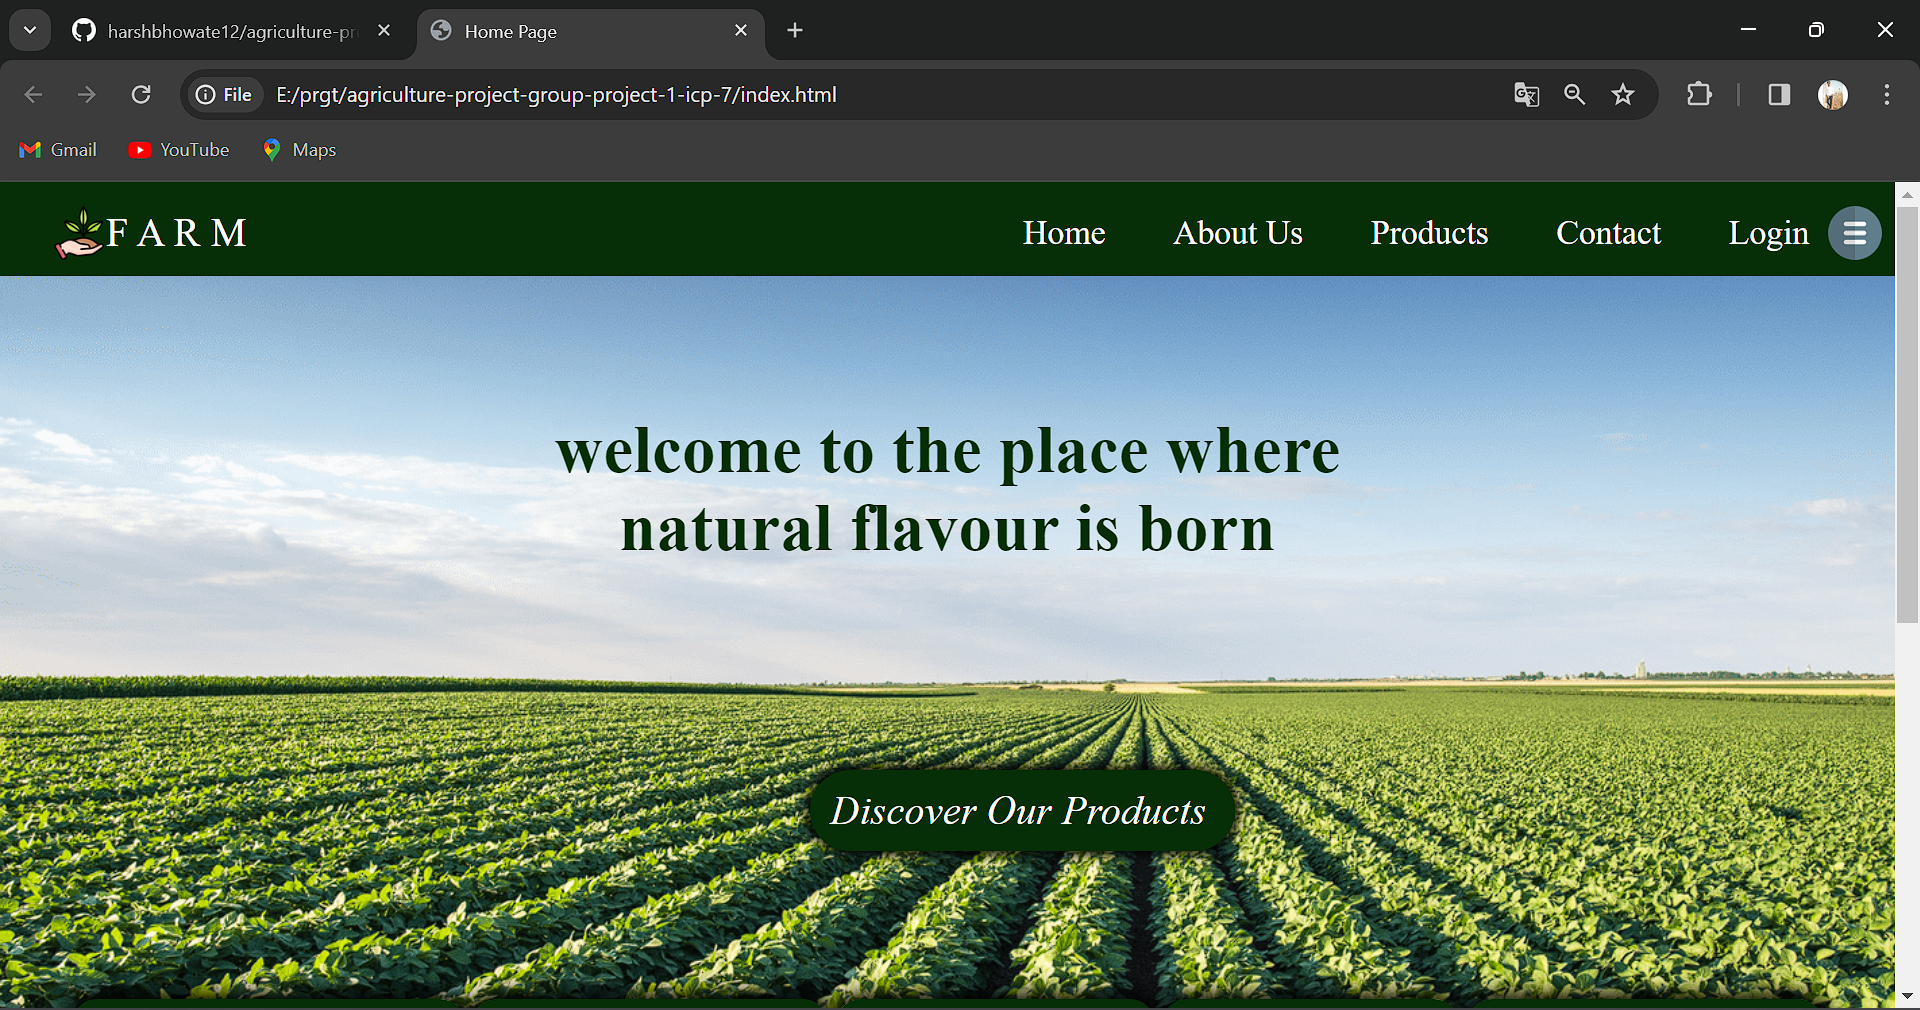 harshbhowate12/agriculture-pr
Home Page
File
E:/prgt/agriculture-project-group-project-1-icp-7/index.html
Gmail
YouTube
Maps
FARM
Home
About Us
Products
Contact
Login
welcome to the place where
natural flavour is born
Discover Our Products